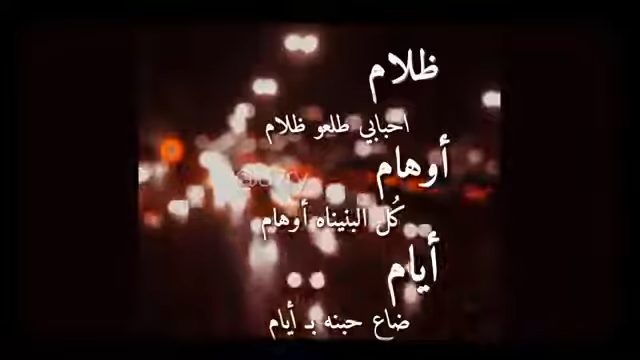 ظلام
احبابي طلعو ظلام
أوهام
كُل البنيناه أوهام
أيام
ضاع حبنه بـ أيام